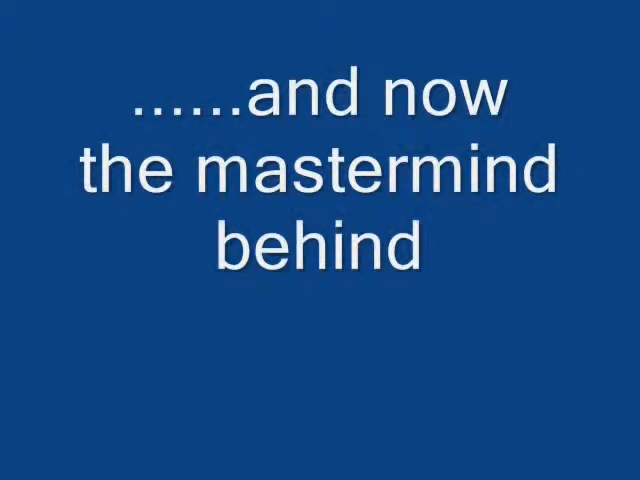 ......and now
the mastermind
behind